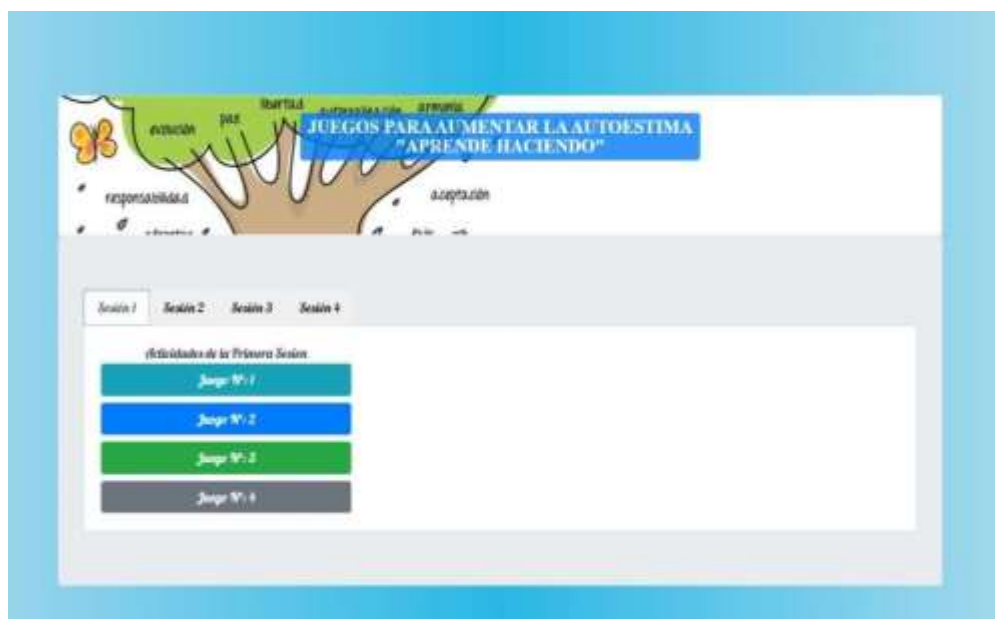 libertad
armonía
paz
evolución
JUEGOS PARA AUMENTAR LA AUTOESTIMA
"APRENDE HACIENDO"
responsabilidad
aceptación
Sesión 1 Sesión 2 Sesión 3 Sesión 4
Actividades de la Primera Sesion
Juego Nº: 1
Juego Nº: 2
Juego Nº: 3
Juego Nº: 4